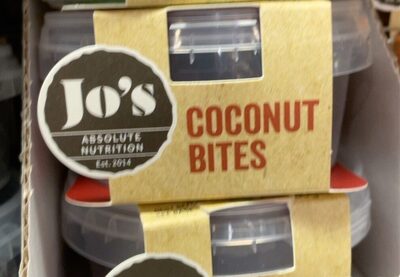 Jo's
ABSOLUTE
NUTRITION
Est. 2014
COCONUT
BITES